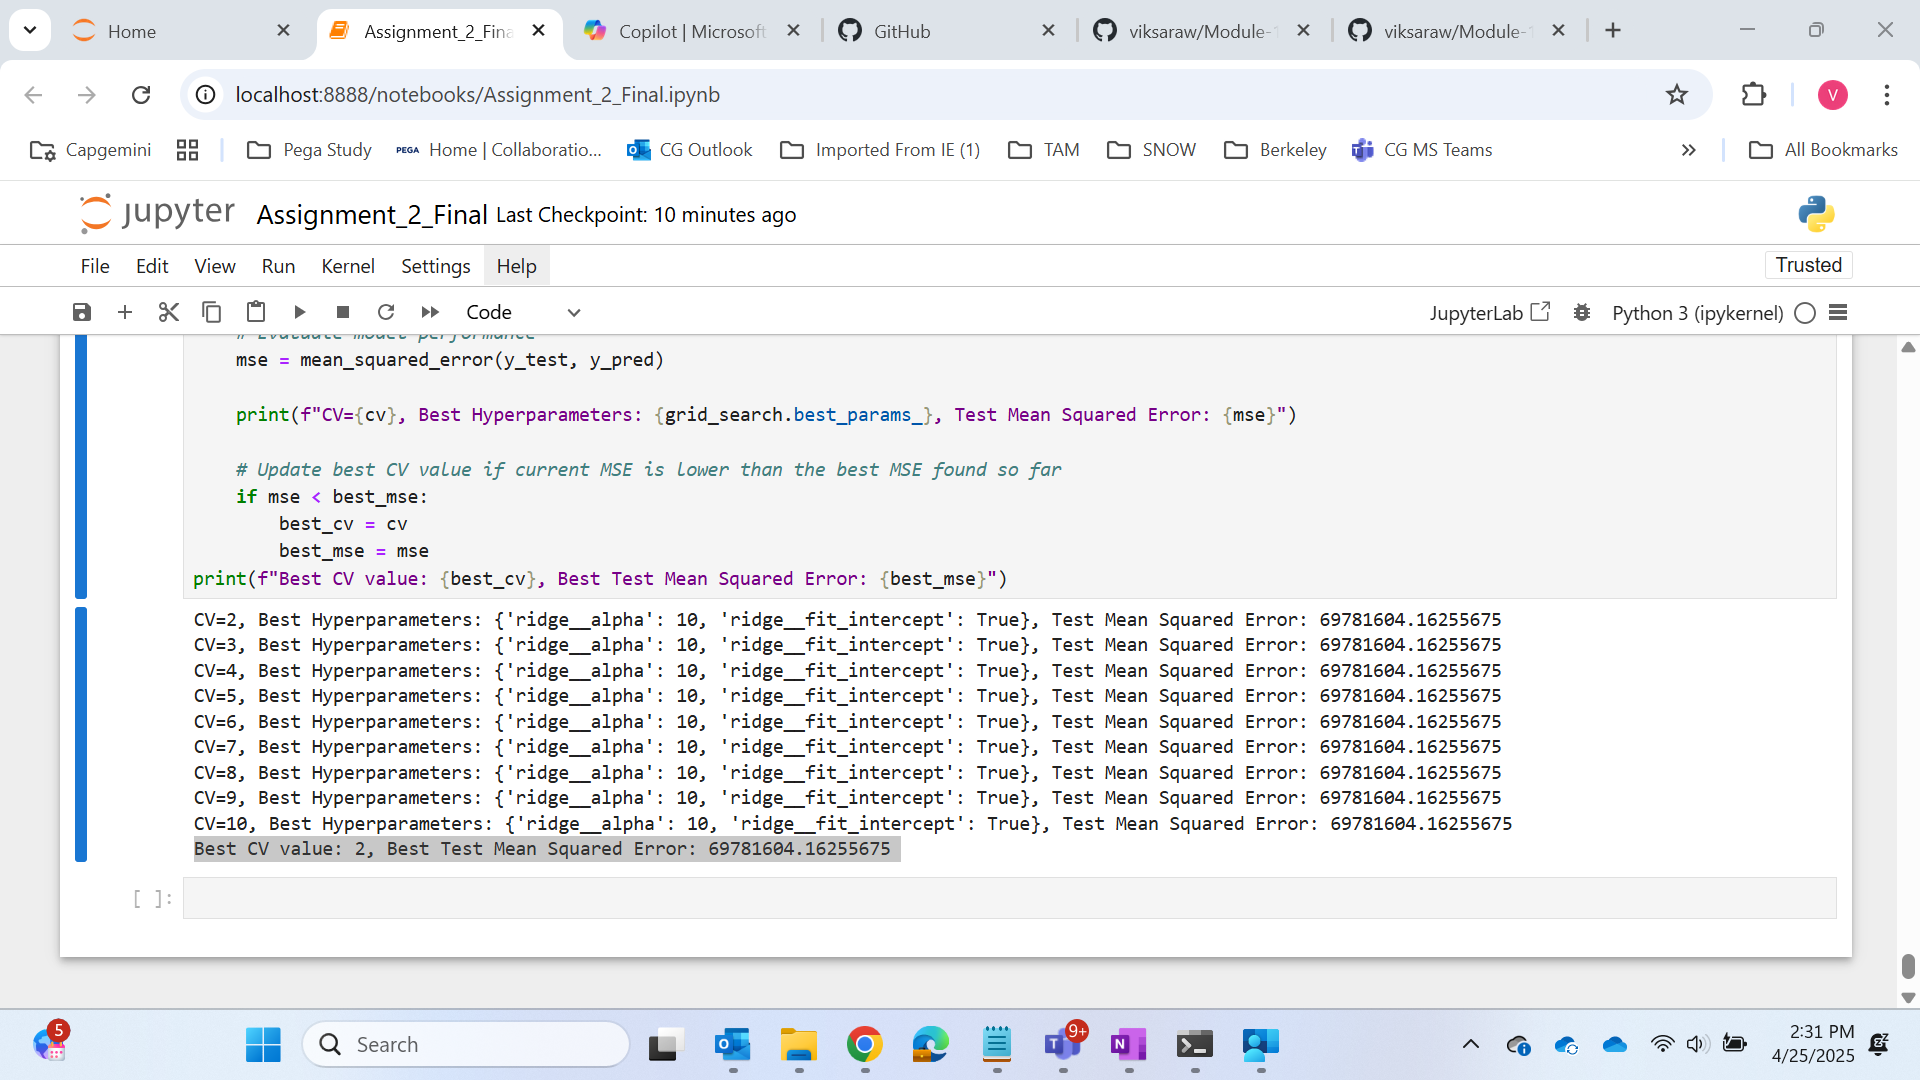 Home
Assignment_2_Fina
Copilot | Microsoft
GitHub
viksaraw/Module-1
viksaraw/Module-1
localhost:8888/notebooks/Assignment_2_Final.ipynb
V
Capgemini
Pega Study
PEGA Home | Collaboratio...
CG Outlook
Imported From IE (1)
TAM
SNOW
Berkeley
CG MS Teams
All Bookmarks
jupyter Assignment_2_Final Last Checkpoint: 10 minutes ago
File Edit View Run Kernel Settings Help
Trusted
Code
JupyterLab
Python 3 (ipykernel)
# Evaluate model performance
mse = mean_squared_error(y_test, y_pred)
print(f"CV={cv}, Best Hyperparameters: {grid_search.best_params_}, Test Mean Squared Error: {mse}")
# Update best CV value if current MSE is lower than the best MSE found so far
if mse < best_mse:
best_cv = cv
best_mse = mse
print(f"Best CV value: {best_cv}, Best Test Mean Squared Error: {best_mse}")
CV=2, Best Hyperparameters: {'ridge__alpha': 10, 'ridge__fit_intercept': True}, Test Mean Squared Error: 69781604.16255675
CV=3, Best Hyperparameters: {'ridge__alpha': 10, 'ridge__fit_intercept': True}, Test Mean Squared Error: 69781604.16255675
CV=4, Best Hyperparameters: {'ridge__alpha': 10, 'ridge__fit_intercept': True}, Test Mean Squared Error: 69781604.16255675
CV=5, Best Hyperparameters: {'ridge__alpha': 10, 'ridge__fit_intercept': True}, Test Mean Squared Error: 69781604.16255675
CV=6, Best Hyperparameters: {'ridge__alpha': 10, 'ridge__fit_intercept': True}, Test Mean Squared Error: 69781604.16255675
CV=7, Best Hyperparameters: {'ridge__alpha': 10, 'ridge__fit_intercept': True}, Test Mean Squared Error: 69781604.16255675
CV=8, Best Hyperparameters: {'ridge__alpha': 10, 'ridge__fit_intercept': True}, Test Mean Squared Error: 69781604.16255675
CV=9, Best Hyperparameters: {'ridge__alpha': 10, 'ridge__fit_intercept': True}, Test Mean Squared Error: 69781604.16255675
CV=10, Best Hyperparameters: {'ridge__alpha': 10, 'ridge__fit_intercept': True}, Test Mean Squared Error: 69781604.16255675
Best CV value: 2, Best Test Mean Squared Error: 69781604.16255675
[ ]:
5
Search
9+
2:31 PM
4/25/2025